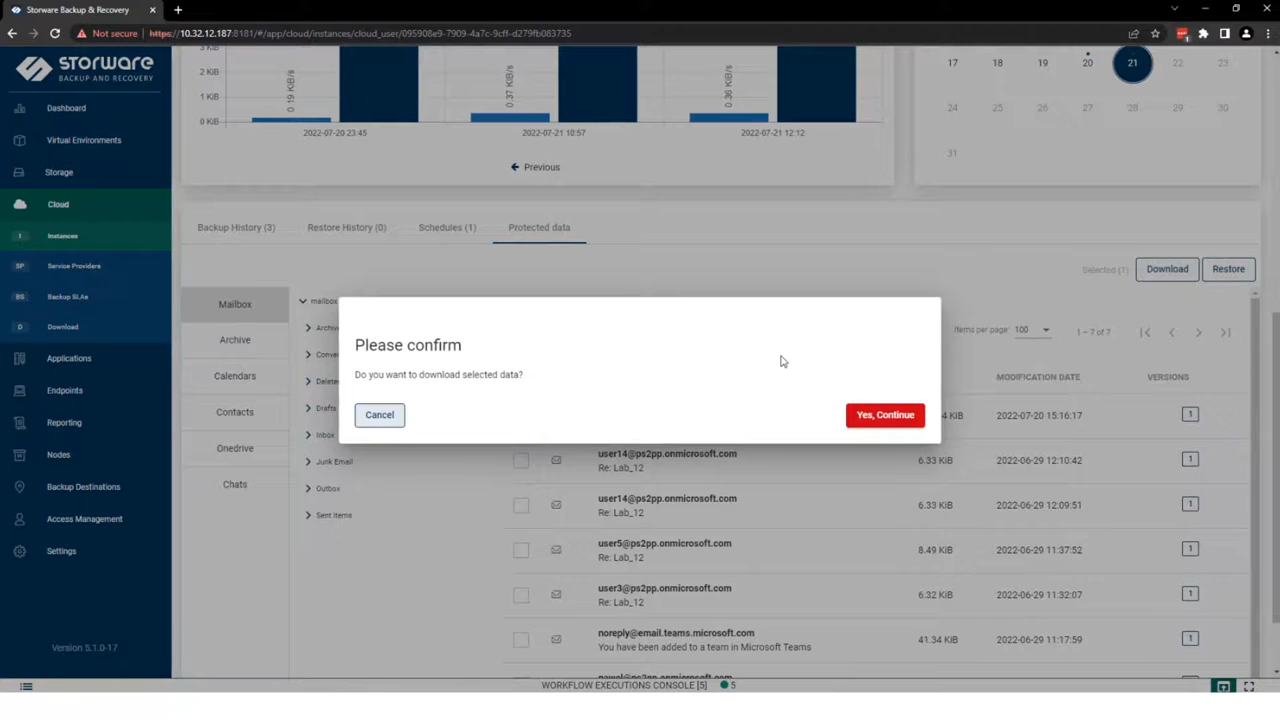 Storware Backup & Recovery
Not secure https://10.32.12.187:8181/#/app/cloud/instances/cloud_user/095908e9-7909-4a7c-9cff-d279fb083735
STORWARE
BACKUP AND RECOVERY
Dashboard
Virtual Environments
Storage
Cloud
I Instances
SP Service Providers
BS Backup SLAs
D Download
Applications
Endpoints
Reporting
Nodes
Backup Destinations
Access Management
Settings
Version 5.1.0-17
3 KiB
2 KiB
1 KiB
0 KiB
0.19 KiB/s
0.37 KiB/s
0.36 KiB/s
2022-07-20 23:45
2022-07-21 10:57
2022-07-21 12:12
Previous
17 18 19 20 21 22 23
24 25 26 27 28 29 30
31
Backup History (3) Restore History (0) Schedules (1) Protected data
Selected (1) Download Restore
Mailbox
Archive
Calendars
Contacts
Onedrive
Chats
mailbox
Archiv
Conve
Delete
Drafts
Inbox
Junk Email
Outbox
Sent Items
Items per page: 100 1 – 7 of 7
MODIFICATION DATE VERSIONS
Please confirm
Do you want to download selected data?
Cancel Yes, Continue
4 KiB 2022-07-20 15:16:17 1
user14@ps2pp.onmicrosoft.com
Re: Lab_12
6.33 KiB 2022-06-29 12:10:42 1
user14@ps2pp.onmicrosoft.com
Re: Lab_12
6.33 KiB 2022-06-29 12:09:51 1
user5@ps2pp.onmicrosoft.com
Re: Lab_12
8.49 KiB 2022-06-29 11:37:52 1
user3@ps2pp.onmicrosoft.com
Re: Lab_12
6.32 KiB 2022-06-29 11:32:07 1
noreply@email.teams.microsoft.com
You have been added to a team in Microsoft Teams
41.34 KiB 2022-06-29 11:17:59 1
WORKFLOW EXECUTIONS CONSOLE [5] 5